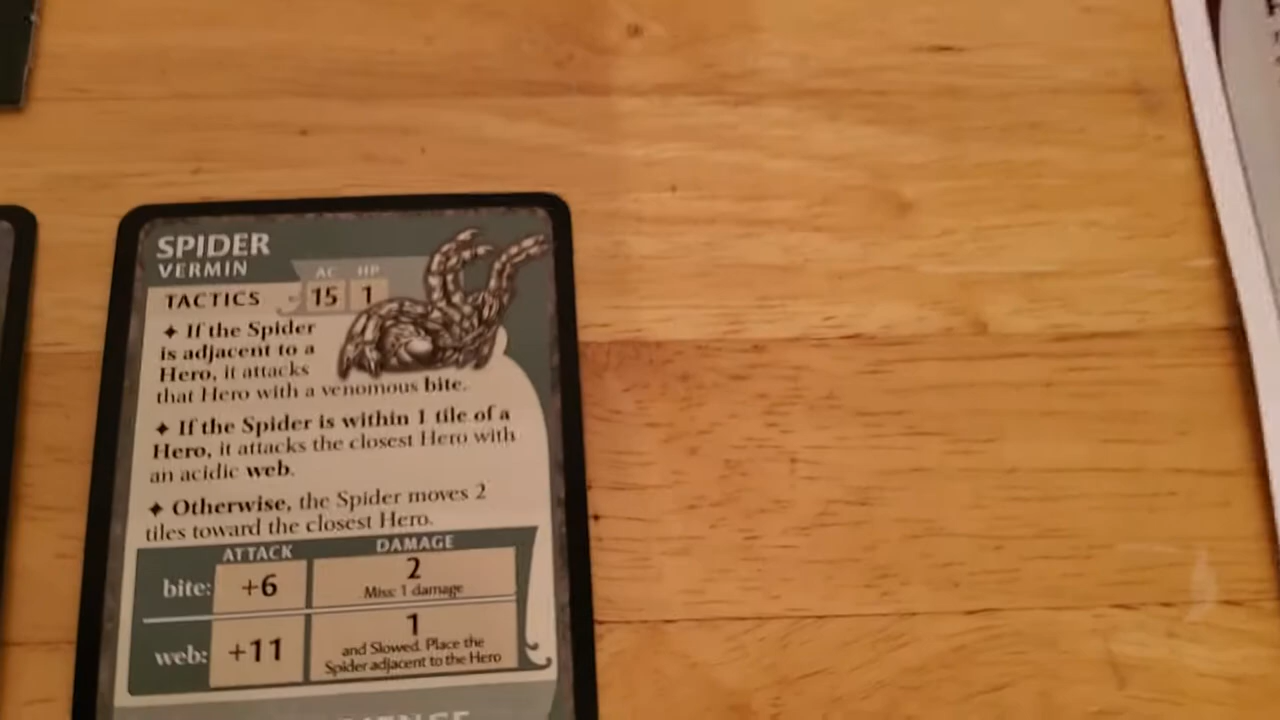 SPIDER
VERMIN
AC HP
TACTICS 15 1
✦ If the Spider
is adjacent to a
Hero, it attacks
that Hero with a venomous bite.
✦ If the Spider is within 1 tile of a
Hero, it attacks the closest Hero with
an acidic web.
✦ Otherwise, the Spider moves 2
tiles toward the closest Hero.
ATTACK DAMAGE
bite: +6 2
Miss: 1 damage
web: +11 1
and Slowed. Place the
Spider adjacent to the Hero